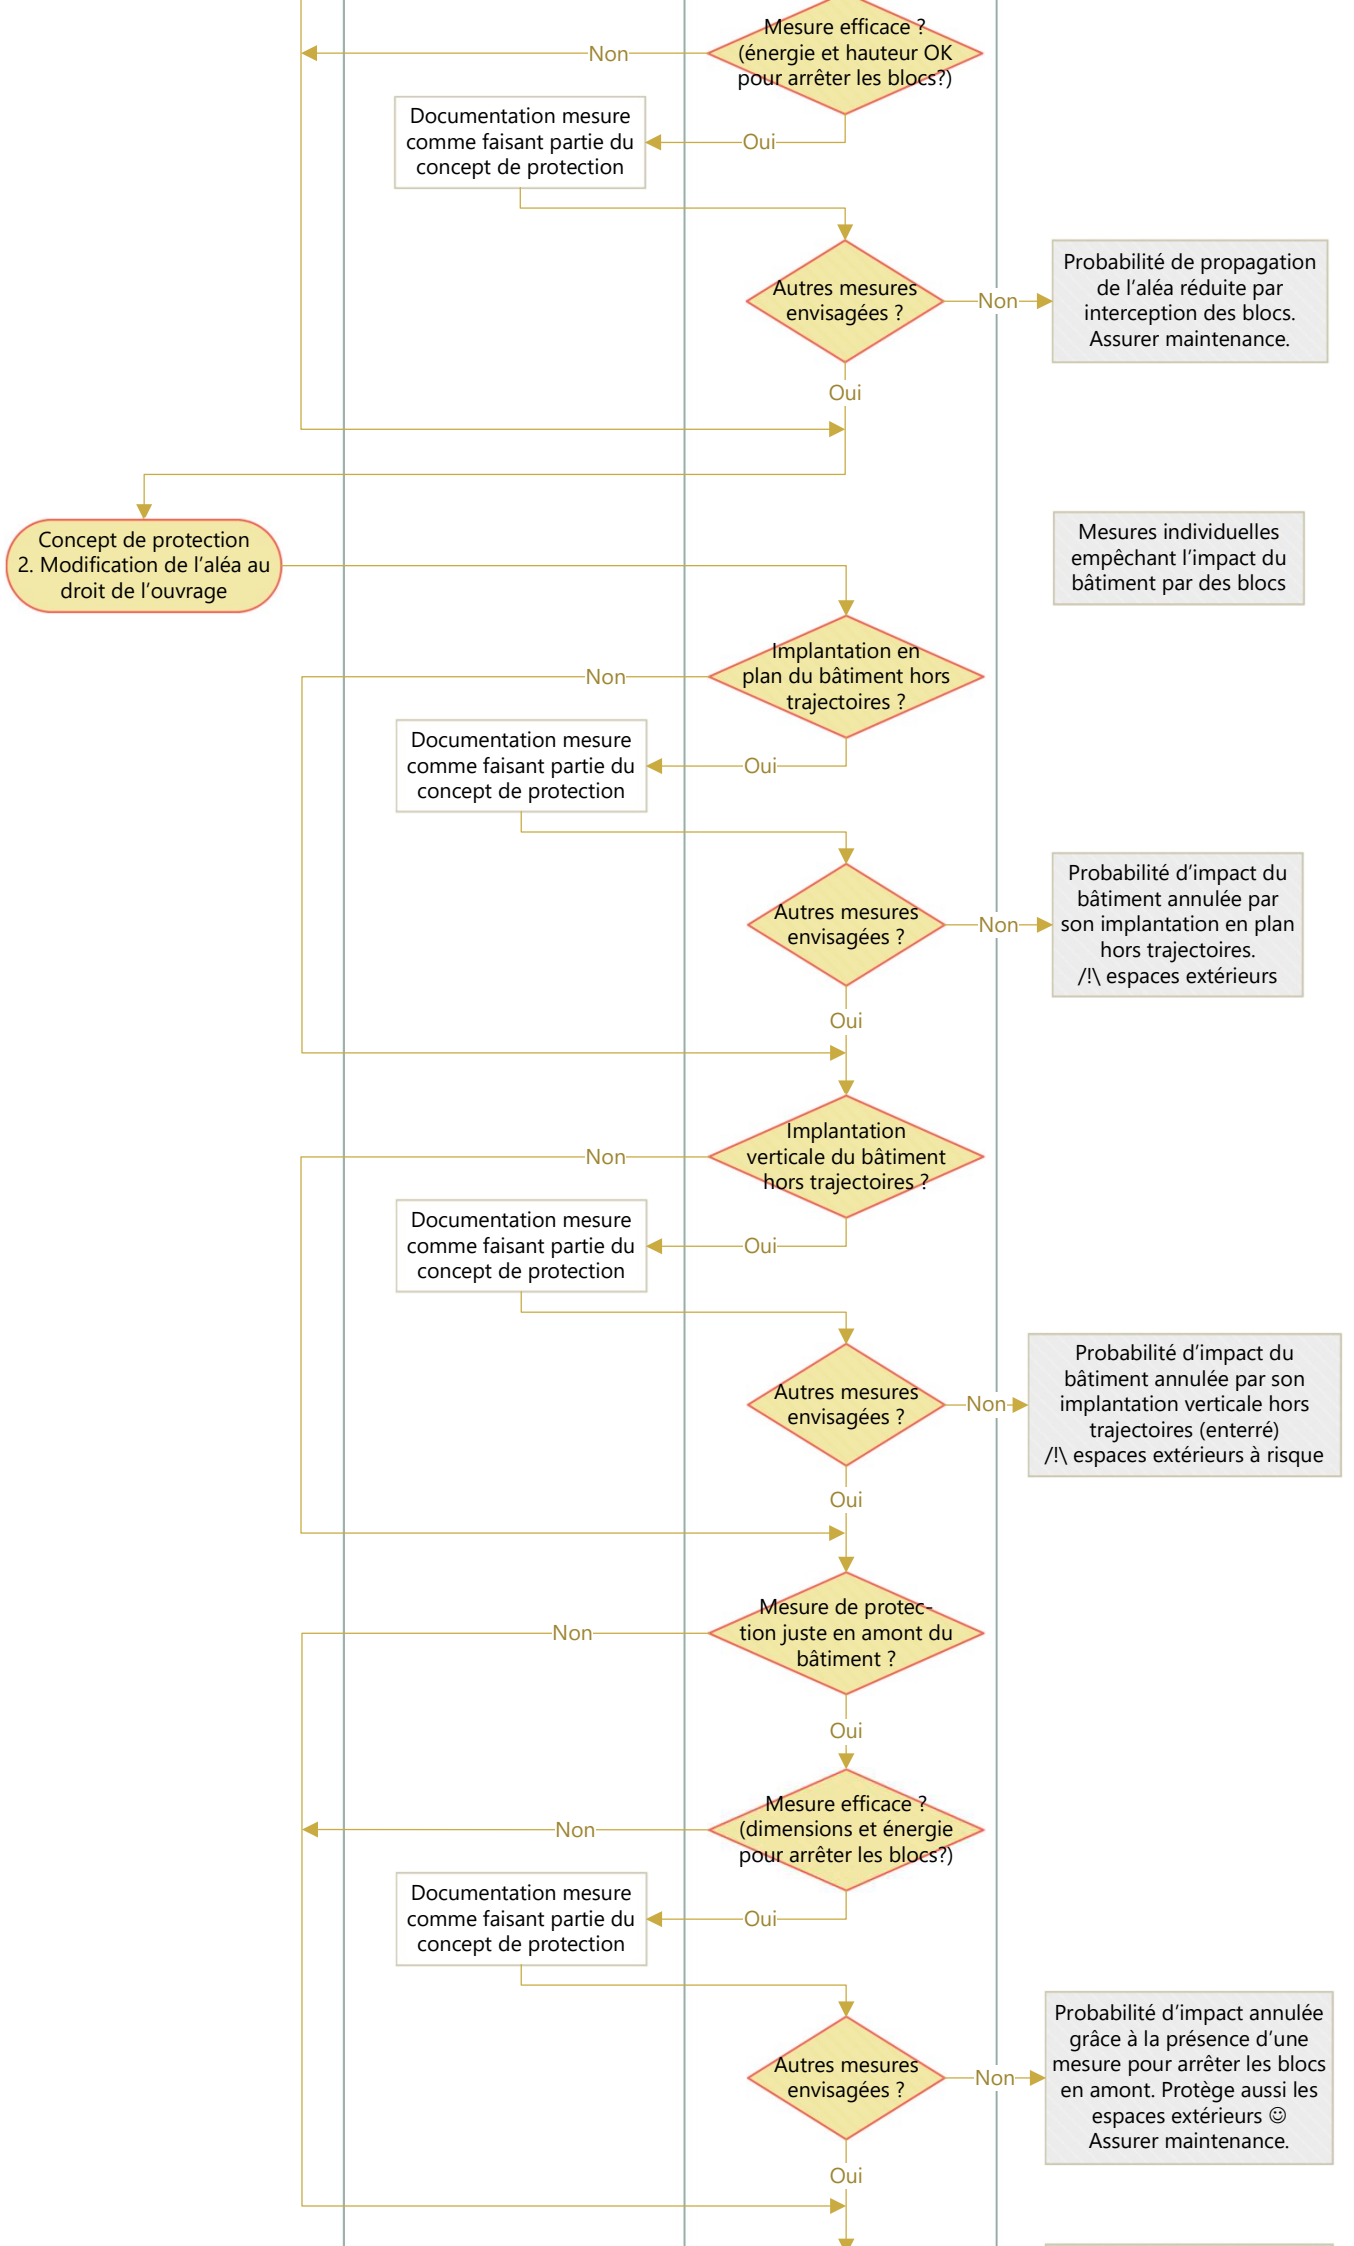 Mesure efficace ?
(énergie et hauteur OK
pour arrêter les blocs?)
Non
Documentation mesure
comme faisant partie du
concept de protection
Oui
Autres mesures
envisagées ?
Non
Probabilité de propagation
de l'aléa réduite par
interception des blocs.
Assurer maintenance.
Oui
Concept de protection
2. Modification de l'aléa au
droit de l'ouvrage
Mesures individuelles
empêchant l'impact du
bâtiment par des blocs
Implantation en
plan du bâtiment hors
trajectoires ?
Non
Documentation mesure
comme faisant partie du
concept de protection
Oui
Autres mesures
envisagées ?
Non
Probabilité d'impact du
bâtiment annulée par
son implantation en plan
hors trajectoires.
/!\ espaces extérieurs
Oui
Implantation
verticale du bâtiment
hors trajectoires ?
Non
Documentation mesure
comme faisant partie du
concept de protection
Oui
Autres mesures
envisagées ?
Non
Probabilité d'impact du
bâtiment annulée par son
implantation verticale hors
trajectoires (enterré)
/!\ espaces extérieurs à risque
Oui
Mesure de protec-
tion juste en amont du
bâtiment ?
Non
Oui
Mesure efficace ?
(dimensions et énergie
pour arrêter les blocs?)
Non
Documentation mesure
comme faisant partie du
concept de protection
Oui
Autres mesures
envisagées ?
Non
Probabilité d'impact annulée
grâce à la présence d'une
mesure pour arrêter les blocs
en amont. Protège aussi les
espaces extérieurs ☺
Assurer maintenance.
Oui